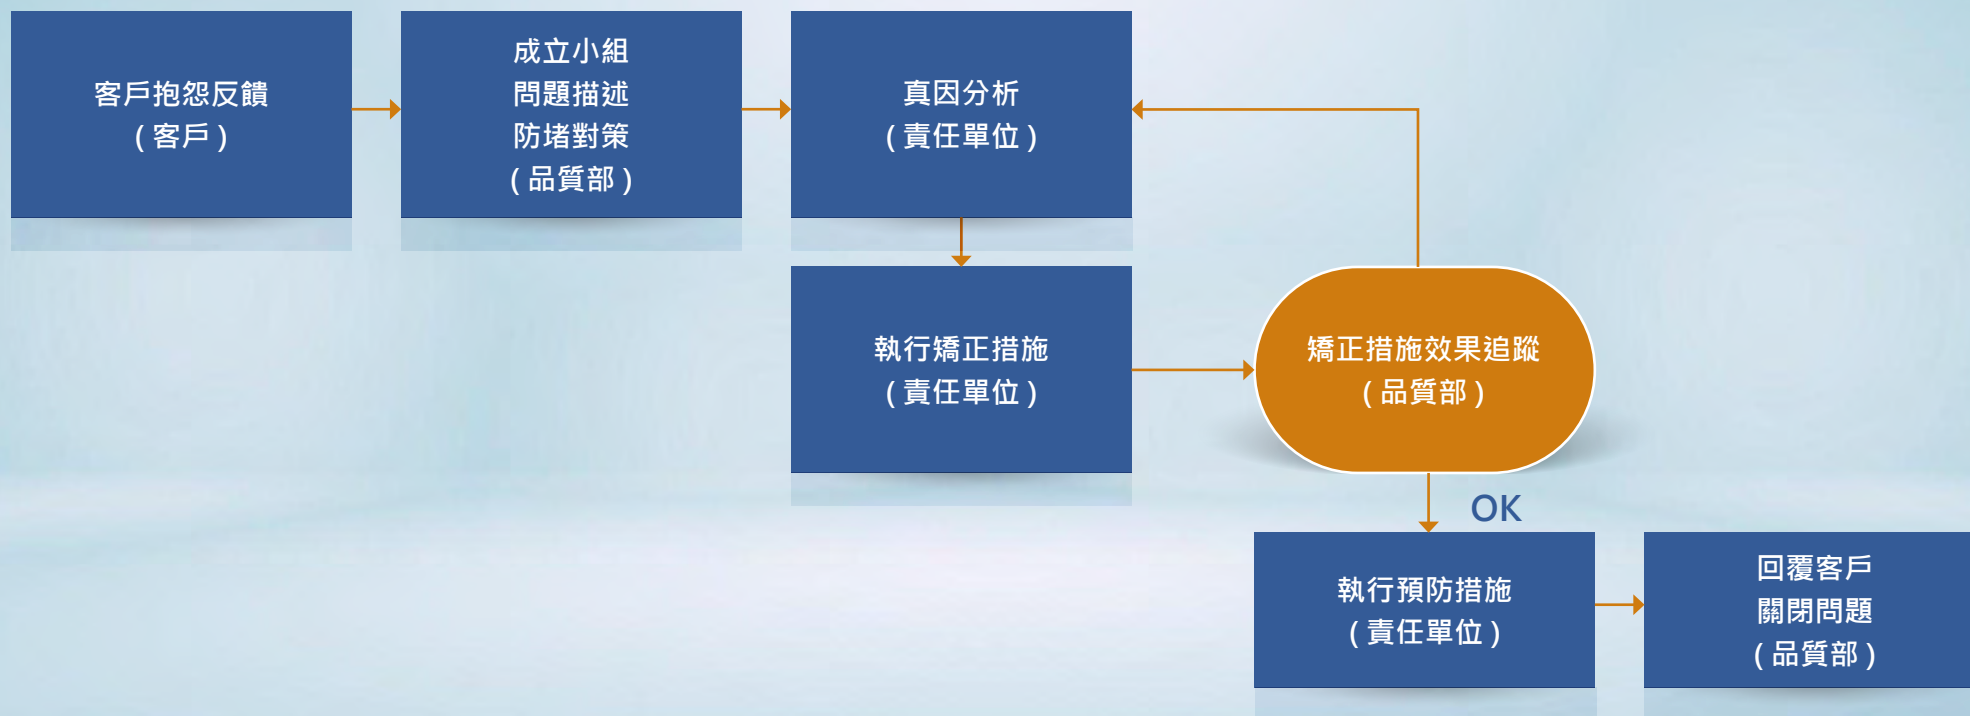 客戶抱怨反饋
(客戶)
成立小組
問題描述
防堵對策
(品質部)
真因分析
(責任單位)
執行矯正措施
(責任單位)
矯正措施效果追蹤
(品質部)
OK
執行預防措施
(責任單位)
回覆客戶
關閉問題
(品質部)